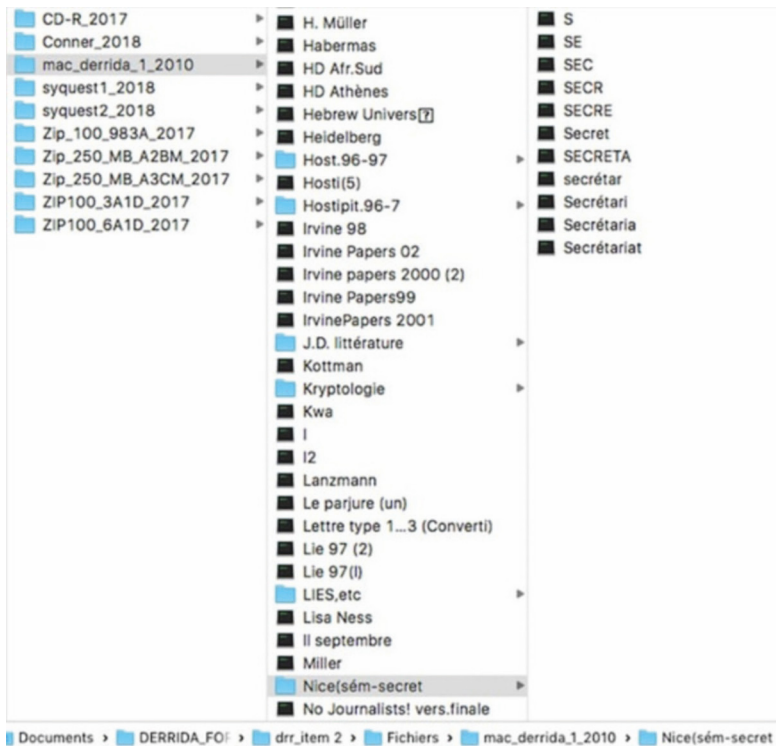 CD-R_2017
Conner_2018
mac_derrida_1_2010
syquest1_2018
syquest2_2018
Zip_100_983A_2017
Zip_250_MB_A2BM_2017
Zip_250_MB_A3CM_2017
ZIP100_3A1D_2017
ZIP100_6A1D_2017
H. Müller
Habermas
HD Afr.Sud
HD Athènes
Hebrew Univers�
Heidelberg
Host.96-97
Hosti(5)
Hostipit.96-7
Irvine 98
Irvine Papers 02
Irvine papers 2000 (2)
Irvine Papers99
IrvinePapers 2001
J.D. littérature
Kottman
Kryptologie
Kwa
l
l2
Lanzmann
Le parjure (un)
Lettre type 1...3 (Converti)
Lie 97 (2)
Lie 97(l)
LIES,etc
Lisa Ness
ll septembre
Miller
Nice(sém-secret
No Journalists! vers.finale
S
SE
SEC
SECR
SECRE
Secret
SECRETA
secrétar
Secrétari
Secrétaria
Secrétariat
Documents › DERRIDA_FOR › drr_item 2 › Fichiers › mac_derrida_1_2010 › Nice(sém-secret